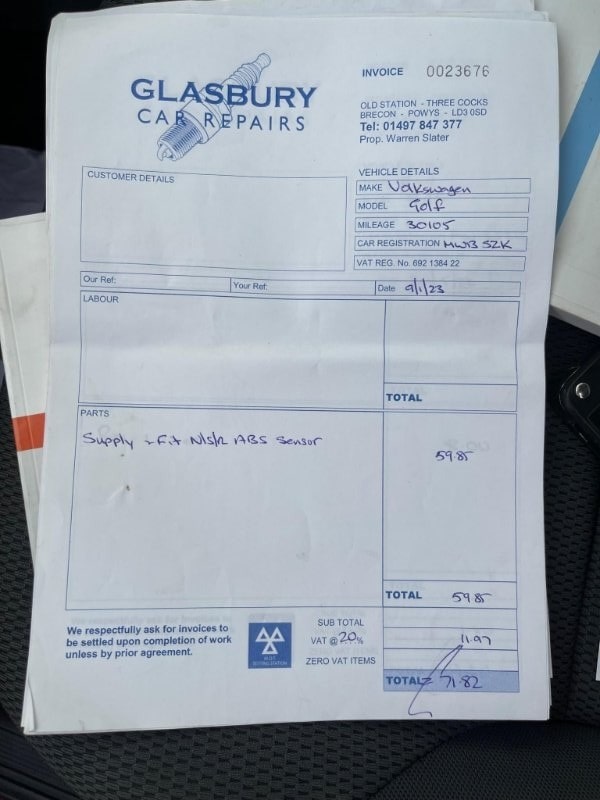 GLASBURY
CAR REPAIRS
INVOICE 0023676
OLD STATION - THREE COCKS
BRECON - POWYS - LD3 0SD
Tel: 01497 847 377
Prop. Warren Slater
CUSTOMER DETAILS
VEHICLE DETAILS
MAKE Volkswagen
MODEL Golf
MILEAGE 30105
CAR REGISTRATION
VAT REG. No. 692 1384 22
Our Ref:
Your Ref:
Date 9/1/23
LABOUR
TOTAL
PARTS
Supply + Fit N/S/R ABS Sensor
59.85
TOTAL 59.85
We respectfully ask for invoices to
be settled upon completion of work
unless by prior agreement.
SUB TOTAL
VAT @ 20% 11.97
ZERO VAT ITEMS
TOTAL 71.82